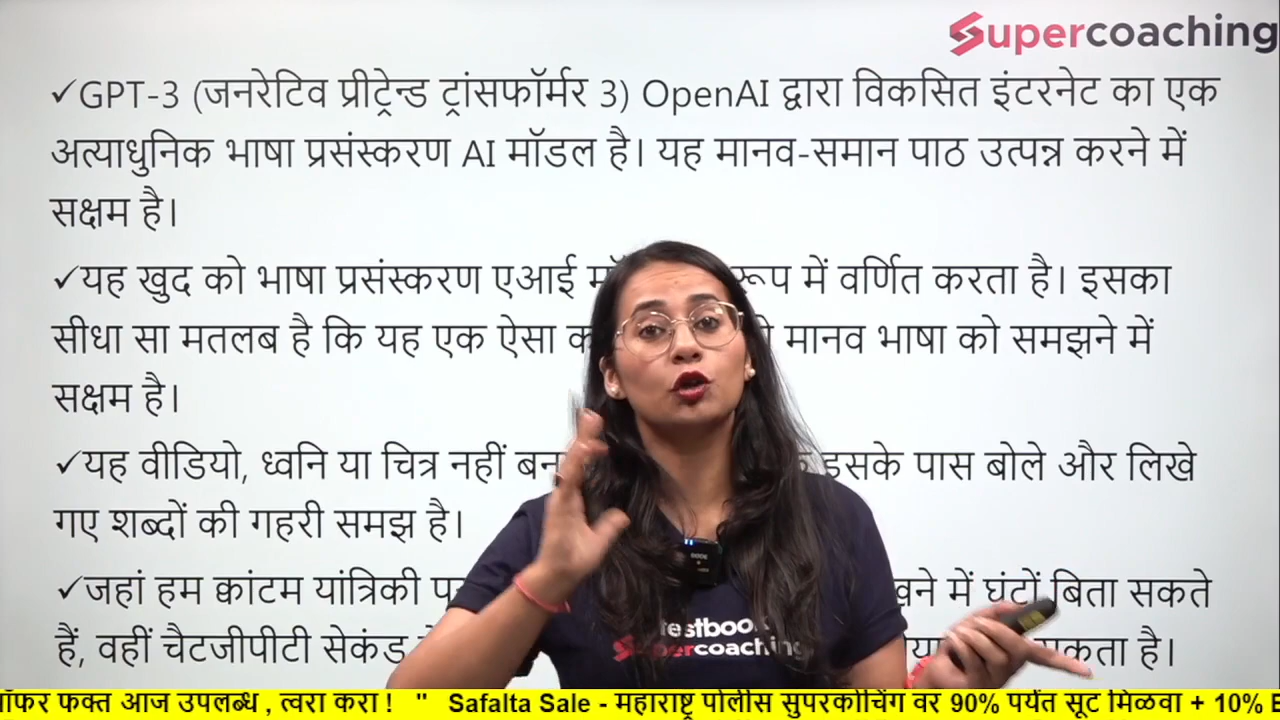 Supercoaching
✓GPT-3 (जनरेटिव प्रीट्रेन्ड ट्रांसफॉर्मर 3) OpenAI द्वारा विकसित इंटरनेट का एक
अत्याधुनिक भाषा प्रसंस्करण AI मॉडल है। यह मानव-समान पाठ उत्पन्न करने में
सक्षम है।
✓यह खुद को भाषा प्रसंस्करण एआई रूप में वर्णित करता है। इसका
सीधा सा मतलब है कि यह एक ऐसा मानव भाषा को समझने में
सक्षम है।
✓यह वीडियो, ध्वनि या चित्र नहीं इसके पास बोले और लिखे
गए शब्दों की गहरी समझ है।
✓जहां हम क्वांटम यांत्रिकी में घंटों बिता सकते
हैं, वहीं चैटजीपीटी सेकंड सकता है।
testbook
Supercoaching
ऑफर फक्त आज उपलब्ध , त्वरा करा ! " Safalta Sale - महाराष्ट्र पोलीस सुपरकोचिंग वर 90% पर्यंत सूट मिळवा + 10%